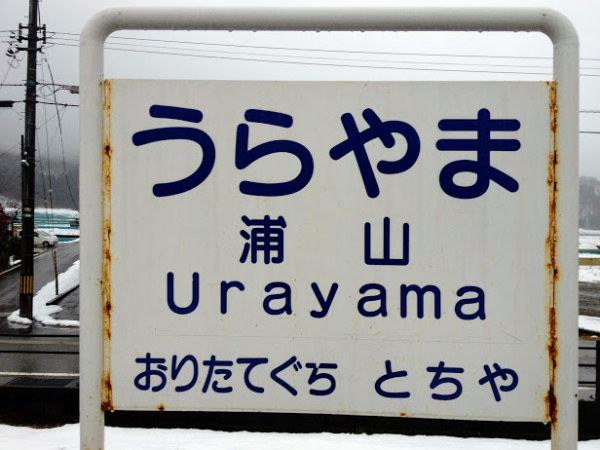 うらやま
浦山
Urayama
おりたてぐち とちや